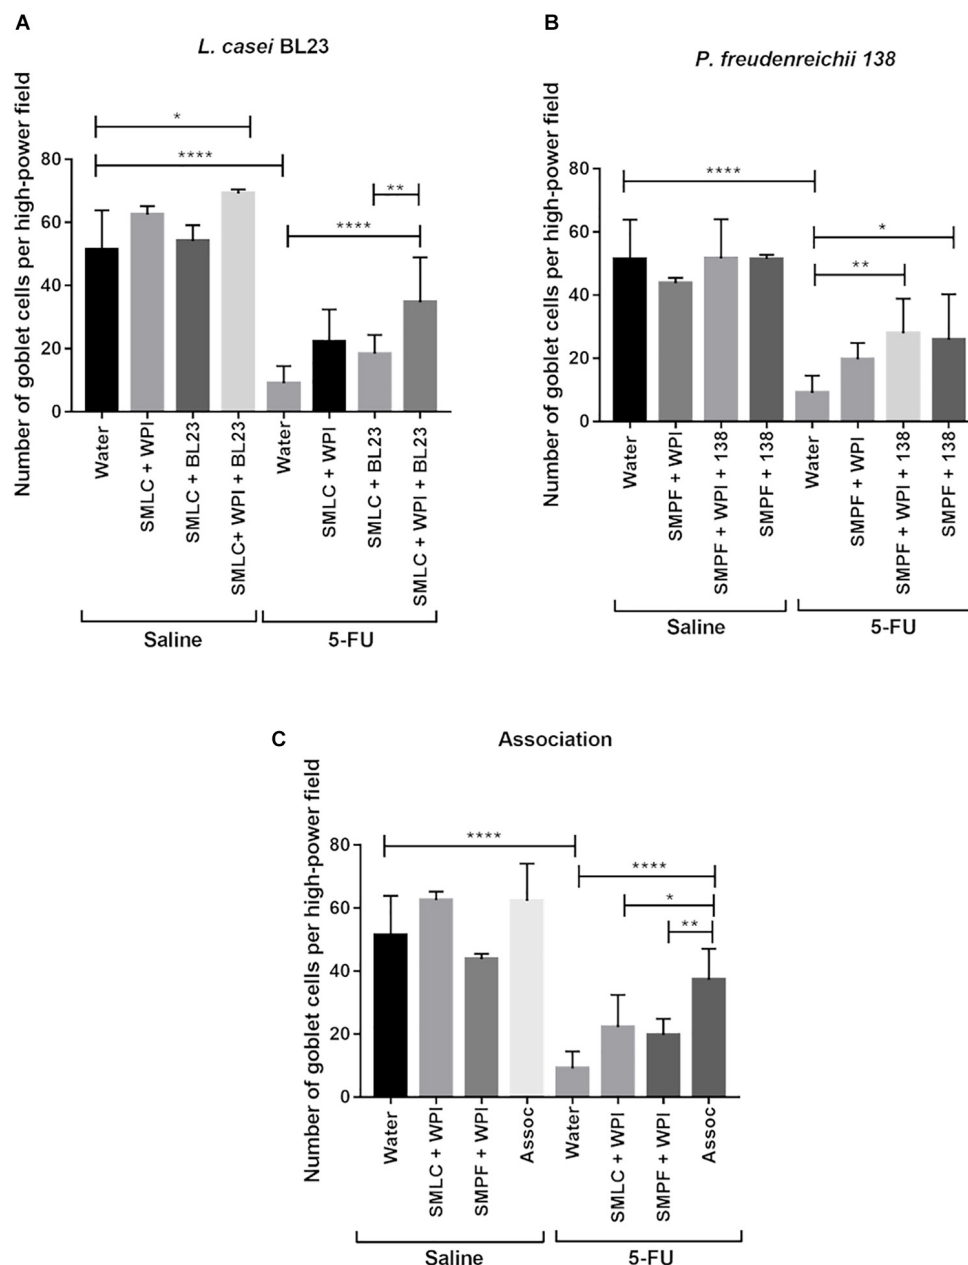 A
L. casei BL23
Number of goblet cells per high-power field
80
60
40
20
0
*
****
**
****
Water
SMLC + WPI
SMLC + BL23
SMLC+ WPI + BL23
Water
SMLC + WPI
SMLC + BL23
SMLC + WPI + BL23
Saline
5-FU
B
P. freudenreichii 138
Number of goblet cells per high-power field
80
60
40
20
0
****
*
**
Water
SMPF + WPI
SMPF + WPI + 138
SMPF + 138
Water
SMPF + WPI
SMPF + WPI + 138
SMPF + 138
Saline
5-FU
C
Association
Number of goblet cells per high-power field
80
60
40
20
0
****
****
*
**
Water
SMLC + WPI
SMPF + WPI
Assoc
Water
SMLC + WPI
SMPF + WPI
Assoc
Saline
5-FU